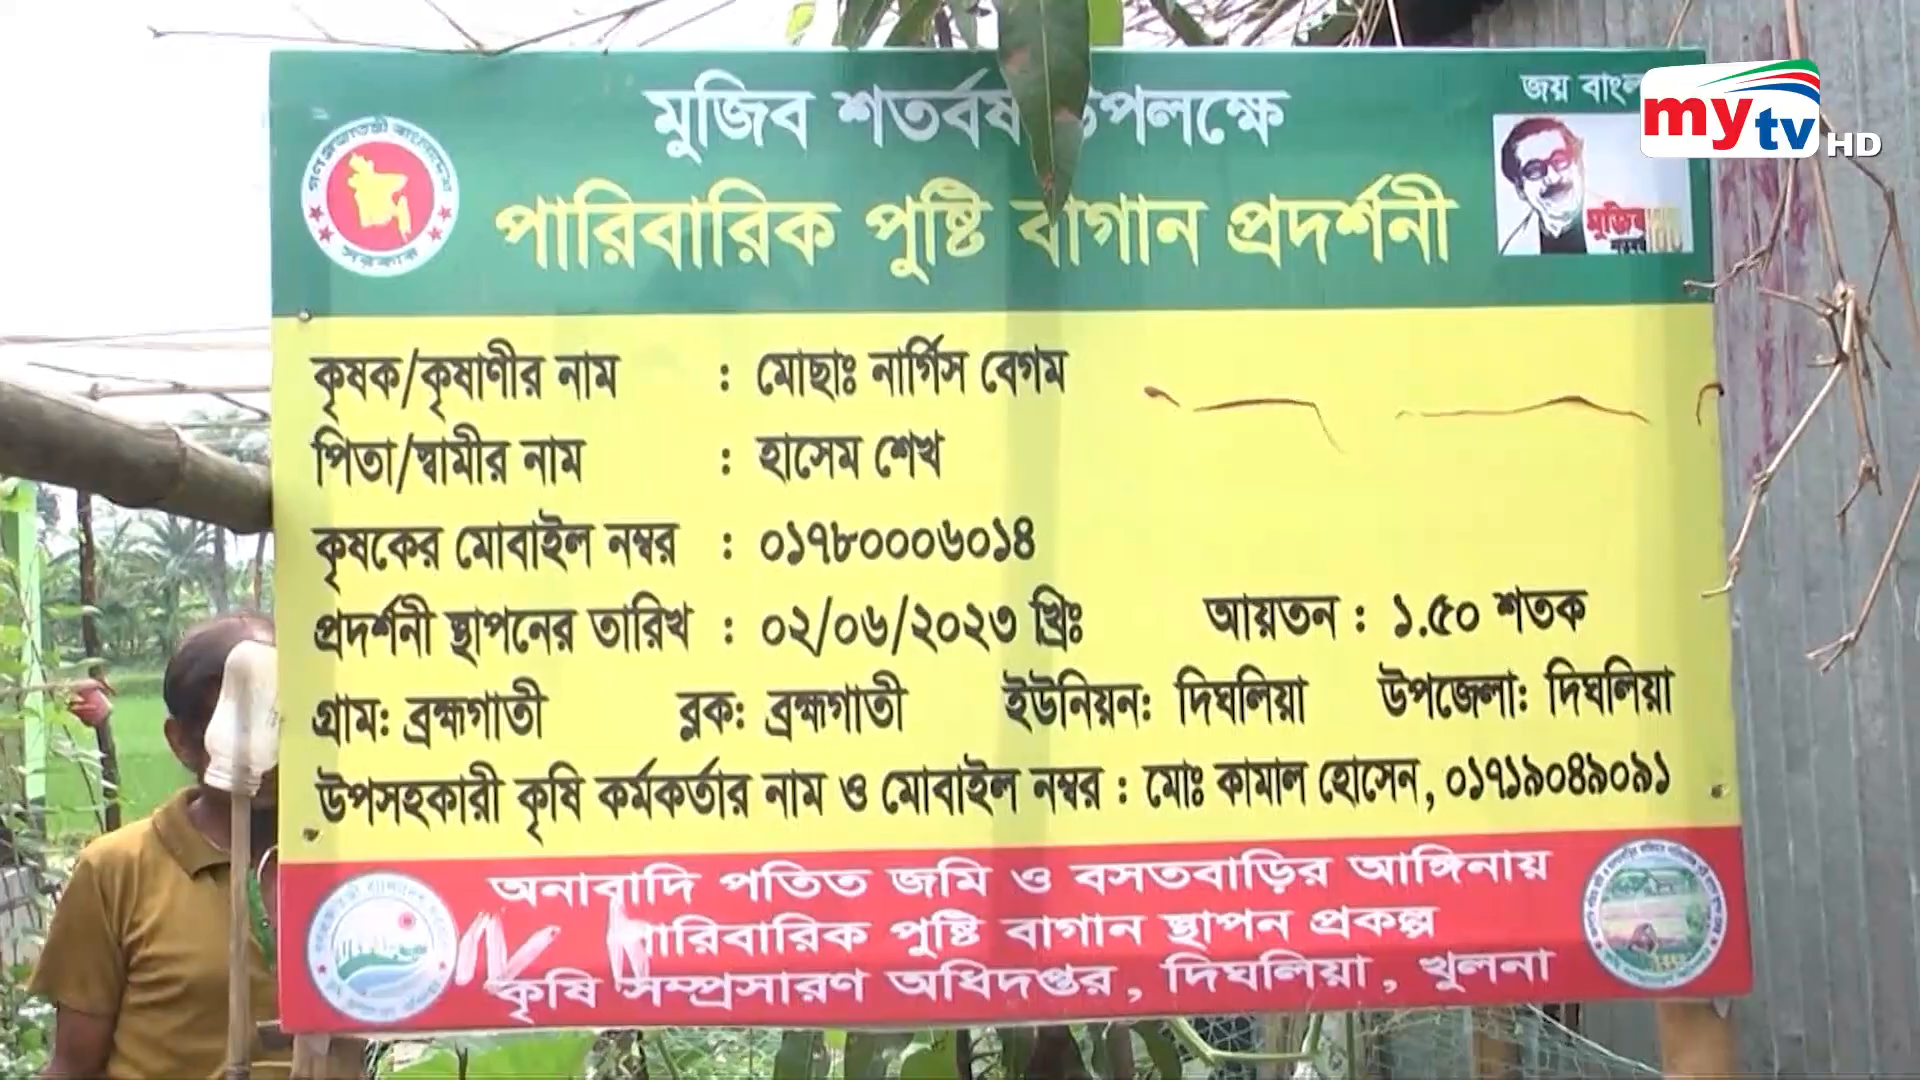 মুজিব শতবর্ষ উপলক্ষে
জয় বাংলা
my tv HD
পারিবারিক পুষ্টি বাগান প্রদর্শনী
মুজিব
কৃষক/কৃষাণীর নাম : মোছাঃ নার্গিস বেগম
পিতা/স্বামীর নাম : হাসেম শেখ
কৃষকের মোবাইল নম্বর : ০১৭৮০০০৬০১৪
প্রদর্শনী স্থাপনের তারিখ : ০২/০৬/২০২৩ খ্রিঃ আয়তন : ১.৫০ শতক
গ্রাম: ব্রহ্মগাতী ব্লক: ব্রহ্মগাতী ইউনিয়ন: দিঘলিয়া উপজেলা: দিঘলিয়া
উপসহকারী কৃষি কর্মকর্তার নাম ও মোবাইল নম্বর : মোঃ কামাল হোসেন, ০১৭১৯০৪৯০৯১
অনাবাদি পতিত জমি ও বসতবাড়ির আঙ্গিনায়
পারিবারিক পুষ্টি বাগান স্থাপন প্রকল্প
কৃষি সম্প্রসারণ অধিদপ্তর, দিঘলিয়া, খুলনা